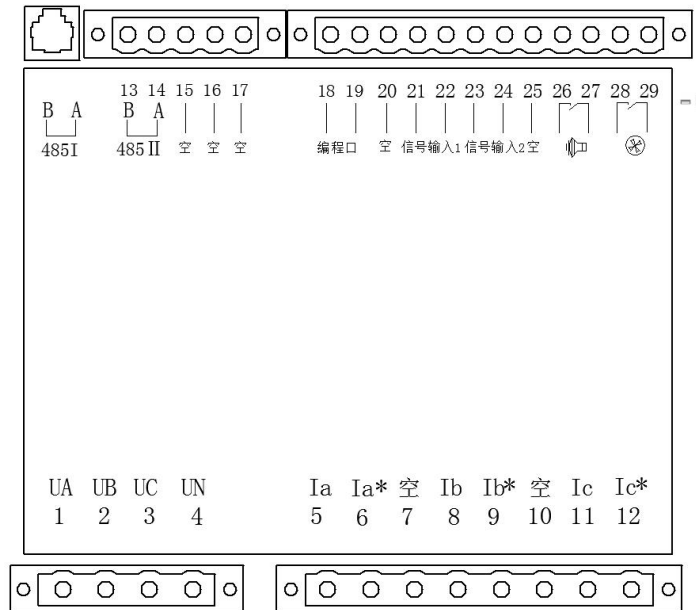 13 14 15 16 17 18 19 20 21 22 23 24 25 26 27 28 29
B A B A
485I 485Ⅱ 空 空 空 编程口 空 信号输入1 信号输入2 空
UA UB UC UN Ia Ia* 空 Ib Ib* 空 Ic Ic*
1 2 3 4 5 6 7 8 9 10 11 12